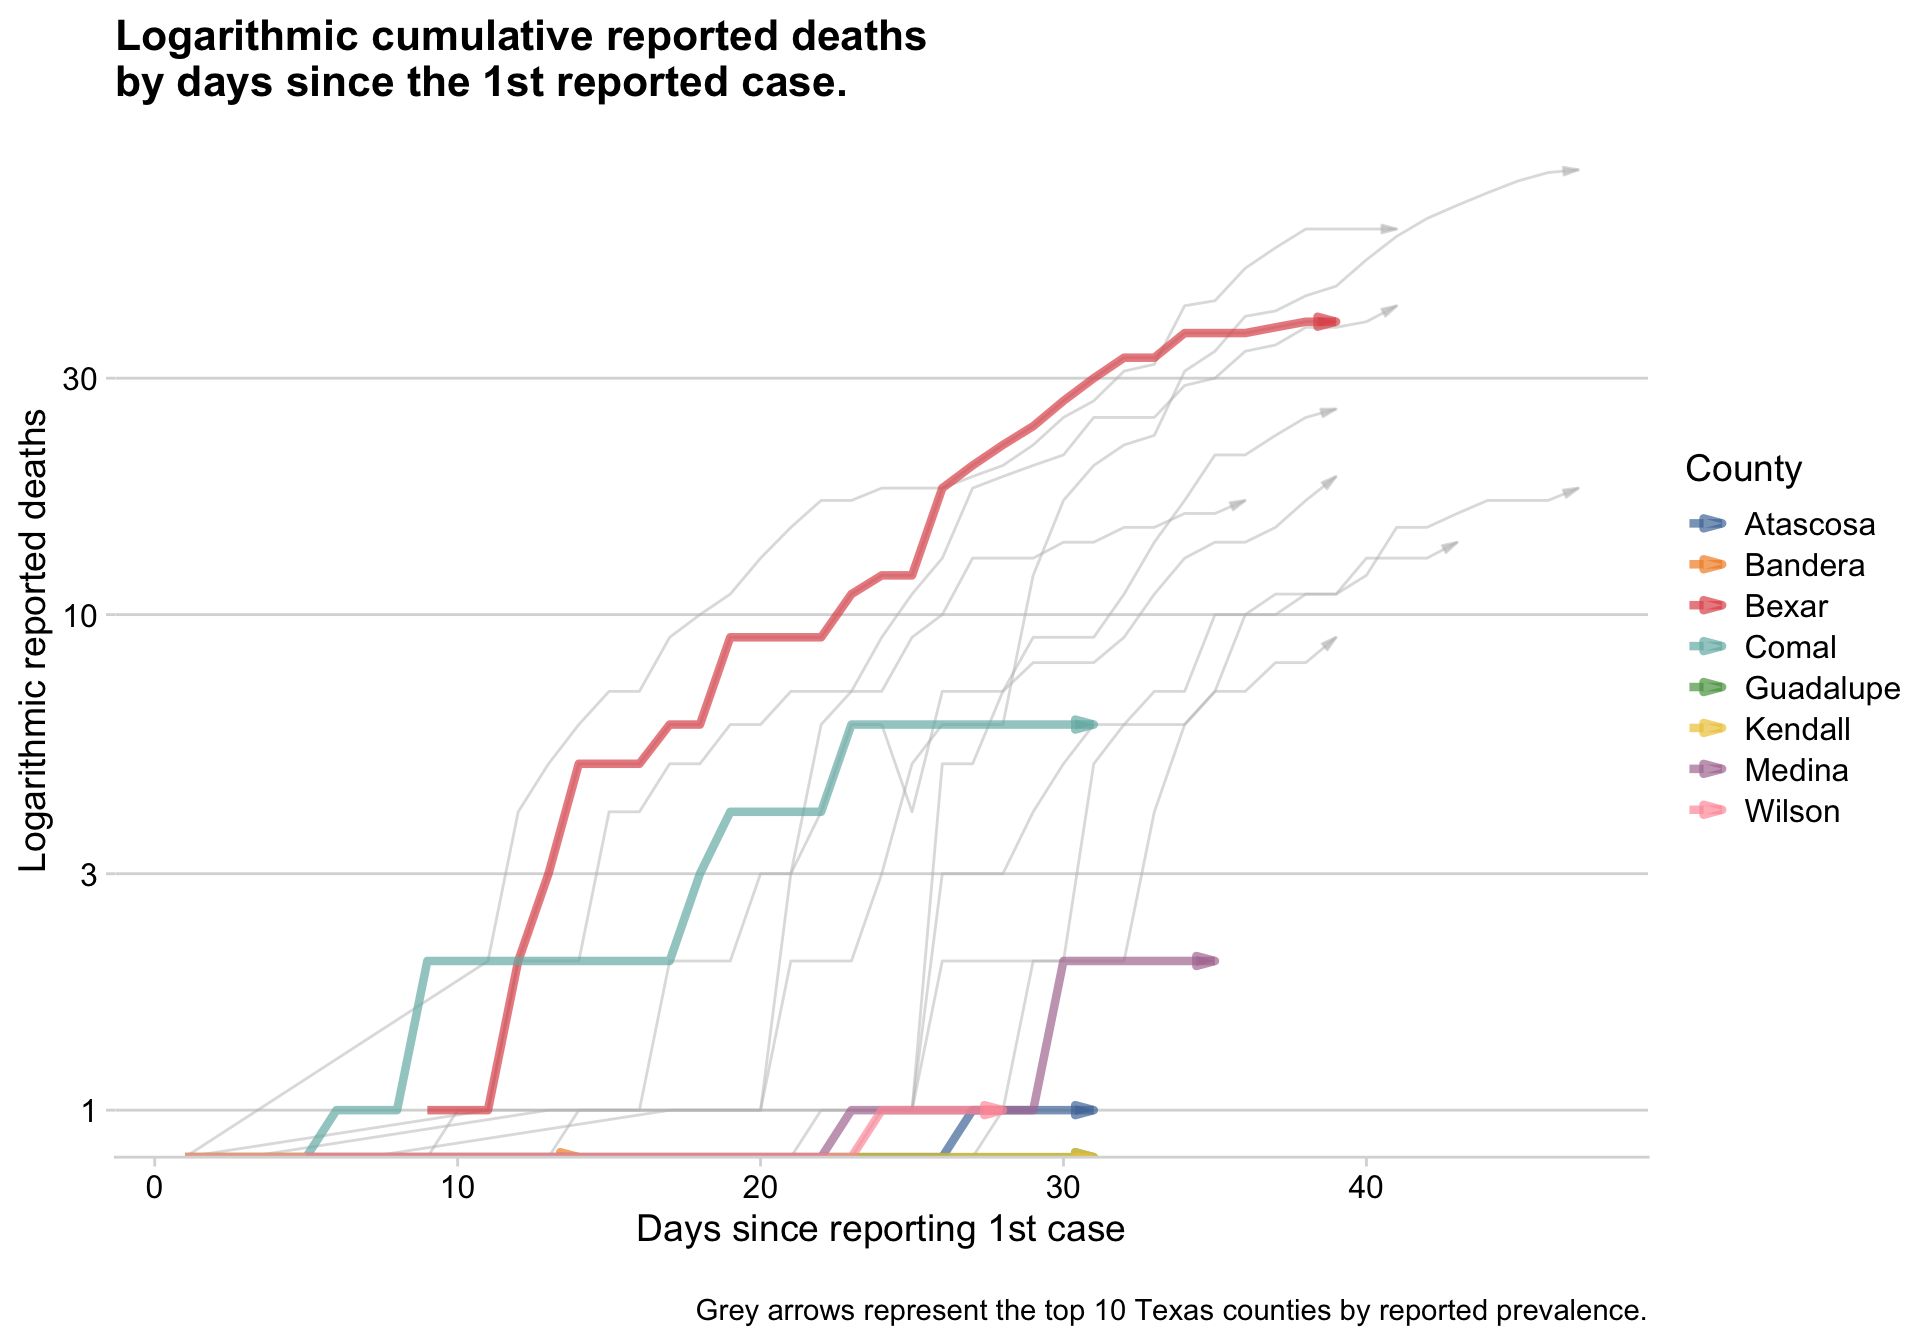 Logarithmic cumulative reported deaths
by days since the 1st reported case.
Logarithmic reported deaths
30
10
3
1
0
10
20
30
40
Days since reporting 1st case
County
Atascosa
Bandera
Bexar
Comal
Guadalupe
Kendall
Medina
Wilson
Grey arrows represent the top 10 Texas counties by reported prevalence.